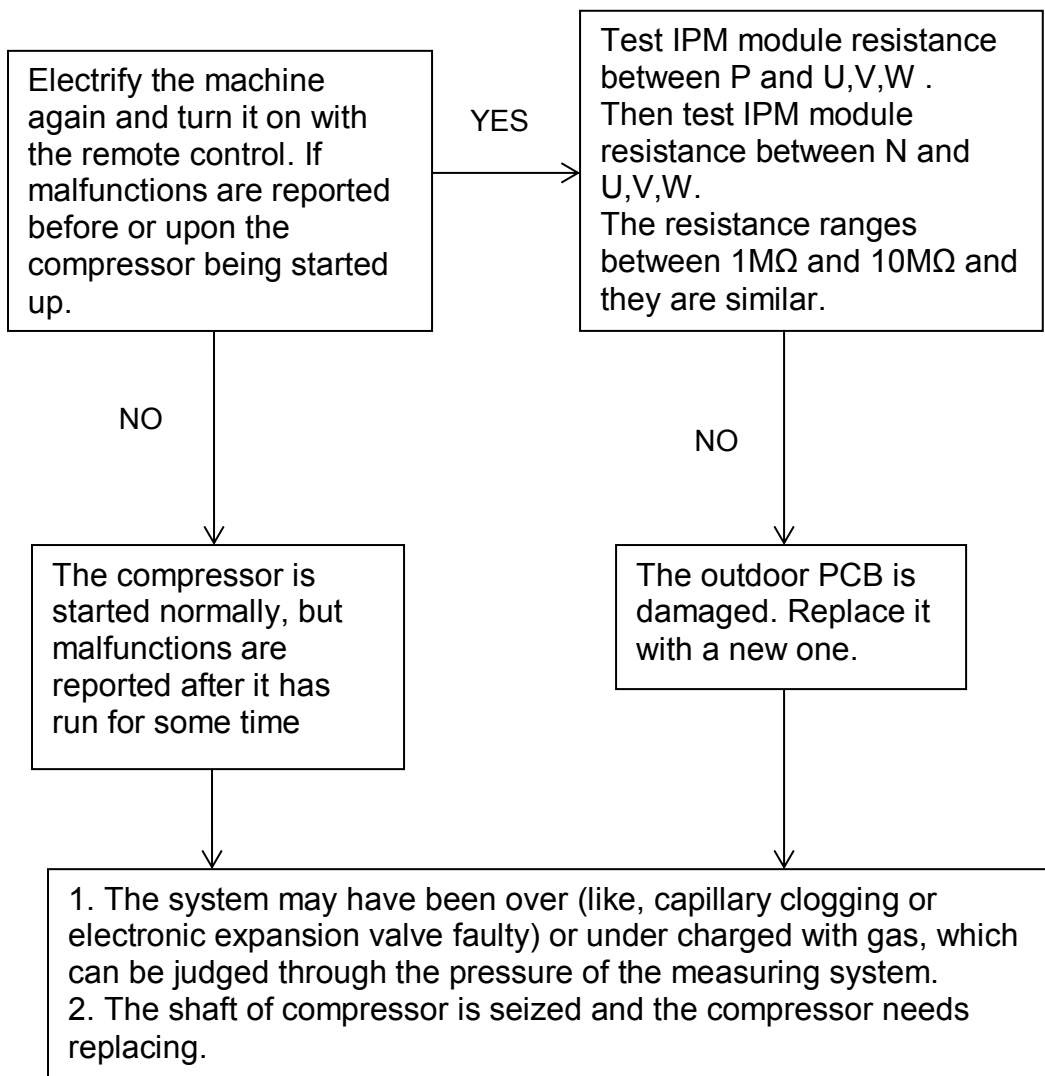 Electrify the machine
again and turn it on with
the remote control. If
malfunctions are reported
before or upon the
compressor being started
up.
YES
Test IPM module resistance
between P and U,V,W .
Then test IPM module
resistance between N and
U,V,W.
The resistance ranges
between 1MΩ and 10MΩ and
they are similar.
NO
NO
The compressor is
started normally, but
malfunctions are
reported after it has
run for some time
The outdoor PCB is
damaged. Replace it
with a new one.
1. The system may have been over (like, capillary clogging or
electronic expansion valve faulty) or under charged with gas, which
can be judged through the pressure of the measuring system.
2. The shaft of compressor is seized and the compressor needs
replacing.